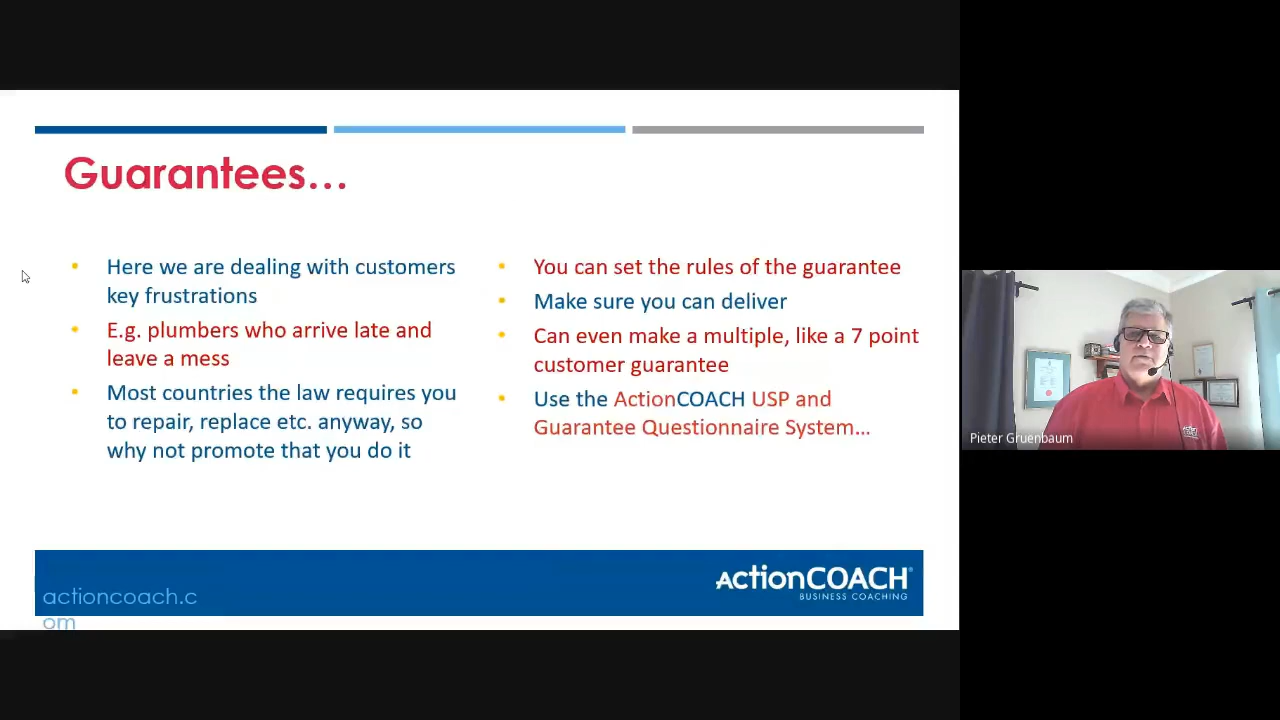 Guarantees...
Here we are dealing with customers
key frustrations
E.g. plumbers who arrive late and
leave a mess
Most countries the law requires you
to repair, replace etc. anyway, so
why not promote that you do it
You can set the rules of the guarantee
Make sure you can deliver
Can even make a multiple, like a 7 point
customer guarantee
Use the ActionCOACH USP and
Guarantee Questionnaire System...
actioncoach.c
om
ActionCOACH®
BUSINESS COACHING
Pieter Gruenbaum